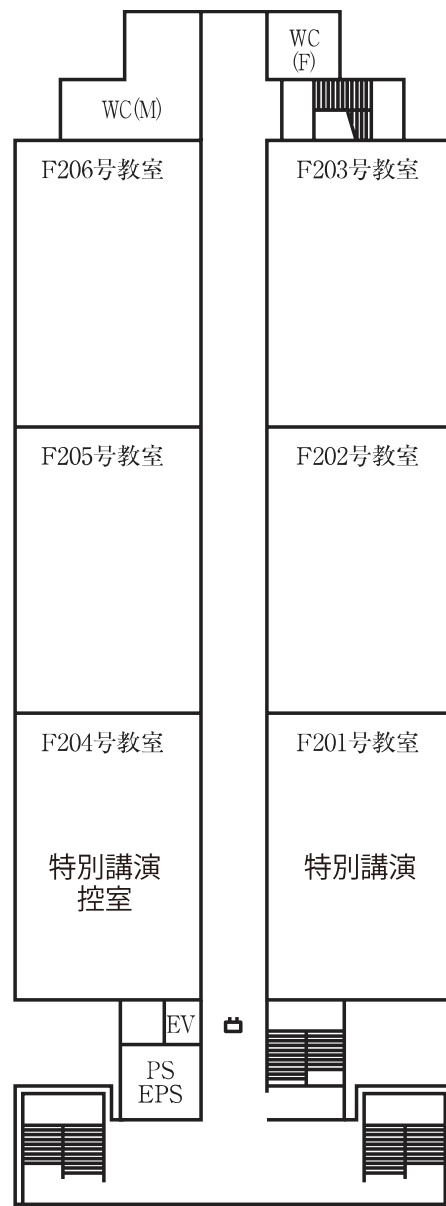 WC
(F)
WC(M)
F206号教室
F203号教室
F205号教室
F202号教室
F204号教室
F201号教室
特別講演
控室
特別講演
EV
PS
EPS